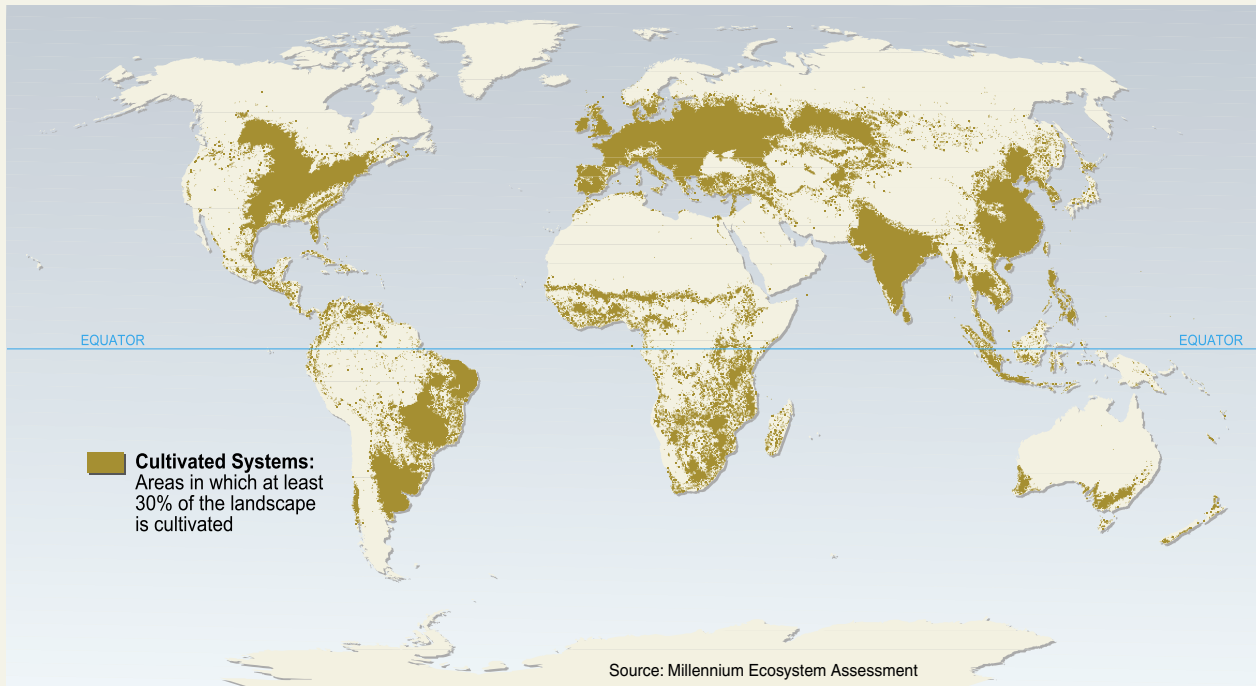 EQUATOR
EQUATOR
Cultivated Systems:
Areas in which at least
30% of the landscape
is cultivated
Source: Millennium Ecosystem Assessment